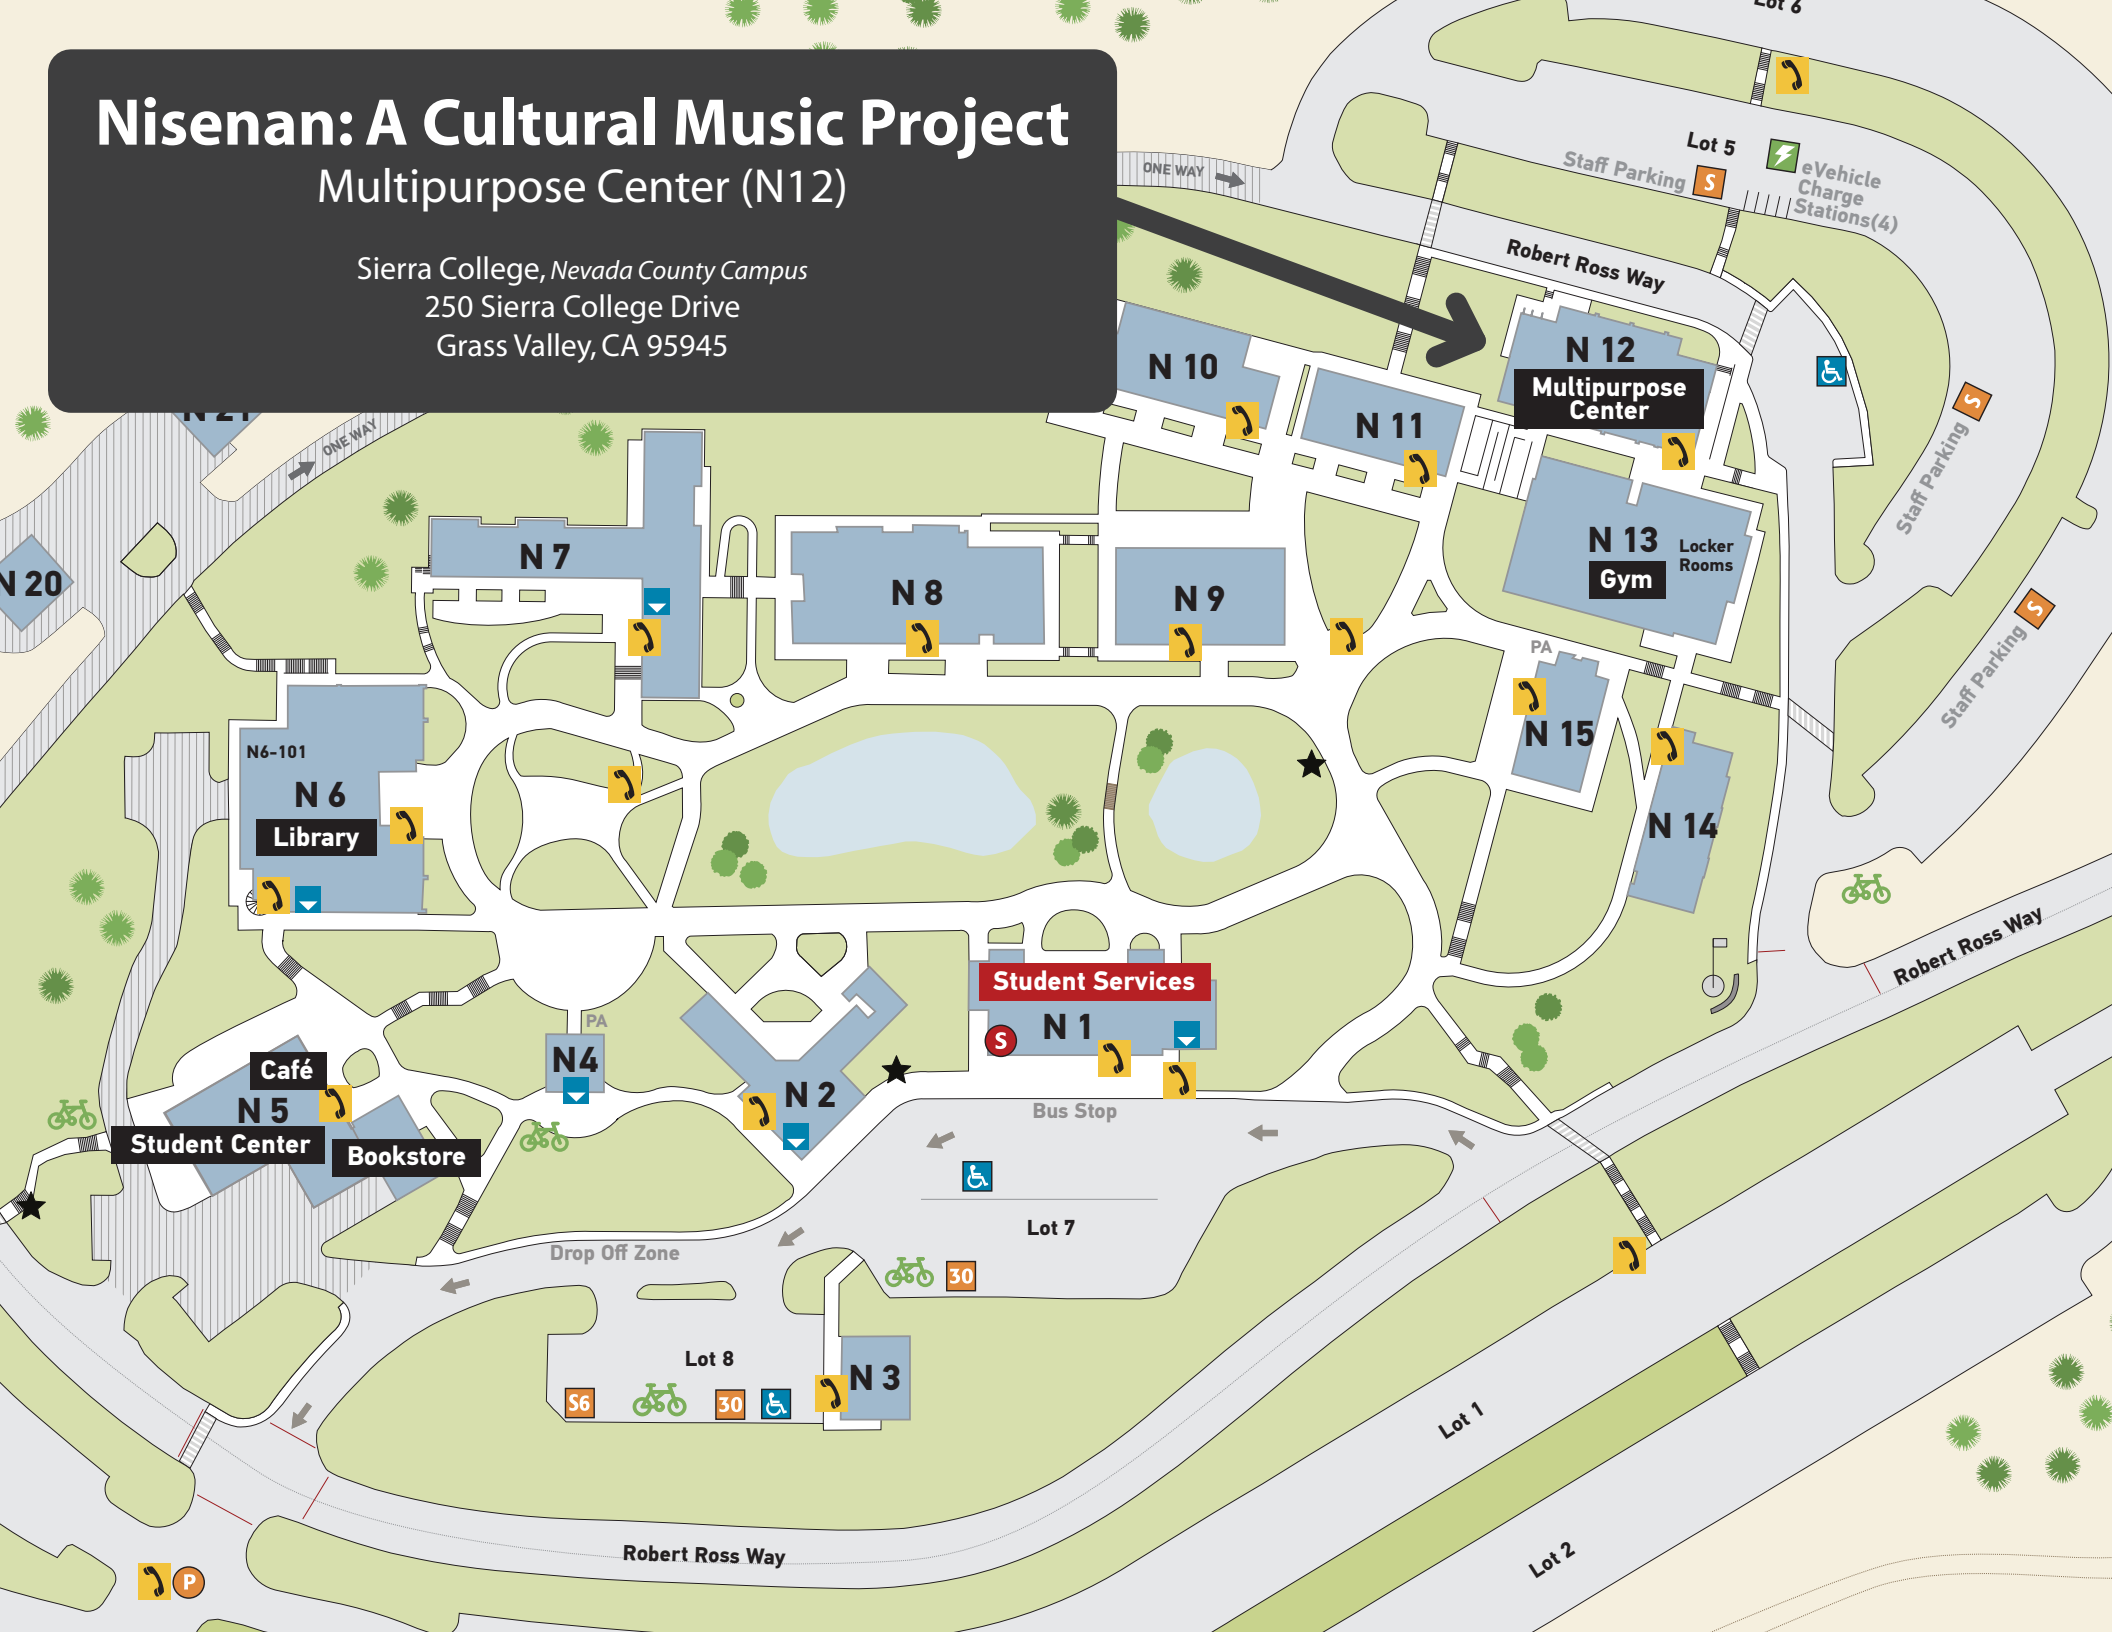 Lot 6
Nisenan: A Cultural Music Project
Multipurpose Center (N12)
Sierra College, Nevada County Campus
250 Sierra College Drive
Grass Valley, CA 95945
ONE WAY
Lot 5
Staff Parking
S
eVehicle
Charge
Stations(4)
Robert Ross Way
N 10
N 11
N 12
Multipurpose
Center
N 21
ONE WAY
S
Staff Parking
N 7
N 8
N 9
N 13
Gym
Locker
Rooms
N 20
S
Staff Parking
PA
N 15
N 14
N6-101
N 6
Library
Robert Ross Way
Student Services
N 1
S
PA
N4
N 2
Café
N 5
Student Center
Bookstore
Bus Stop
Lot 7
Drop Off Zone
30
Lot 8
S6
30
N 3
Lot 1
Lot 2
Robert Ross Way
P